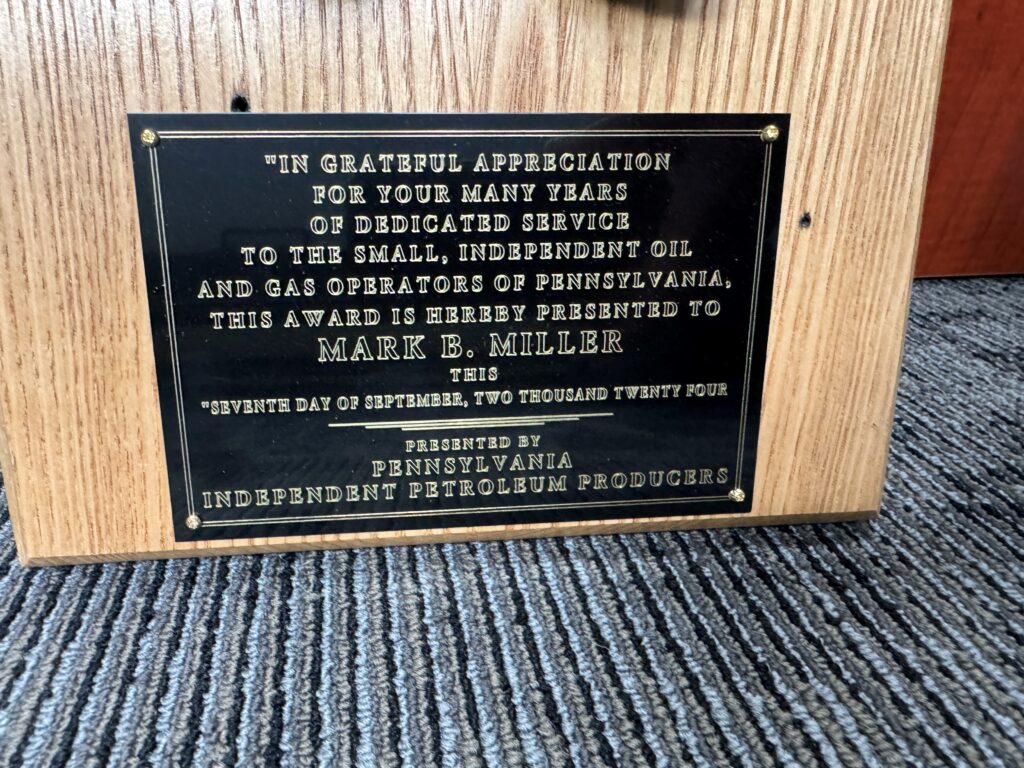 "IN GRATEFUL APPRECIATION
FOR YOUR MANY YEARS
OF DEDICATED SERVICE
TO THE SMALL, INDEPENDENT OIL
AND GAS OPERATORS OF PENNSYLVANIA,
THIS AWARD IS HEREBY PRESENTED TO
MARK B. MILLER
THIS
"SEVENTH DAY OF SEPTEMBER, TWO THOUSAND TWENTY FOUR
PRESENTED BY
PENNSYLVANIA
INDEPENDENT PETROLEUM PRODUCERS